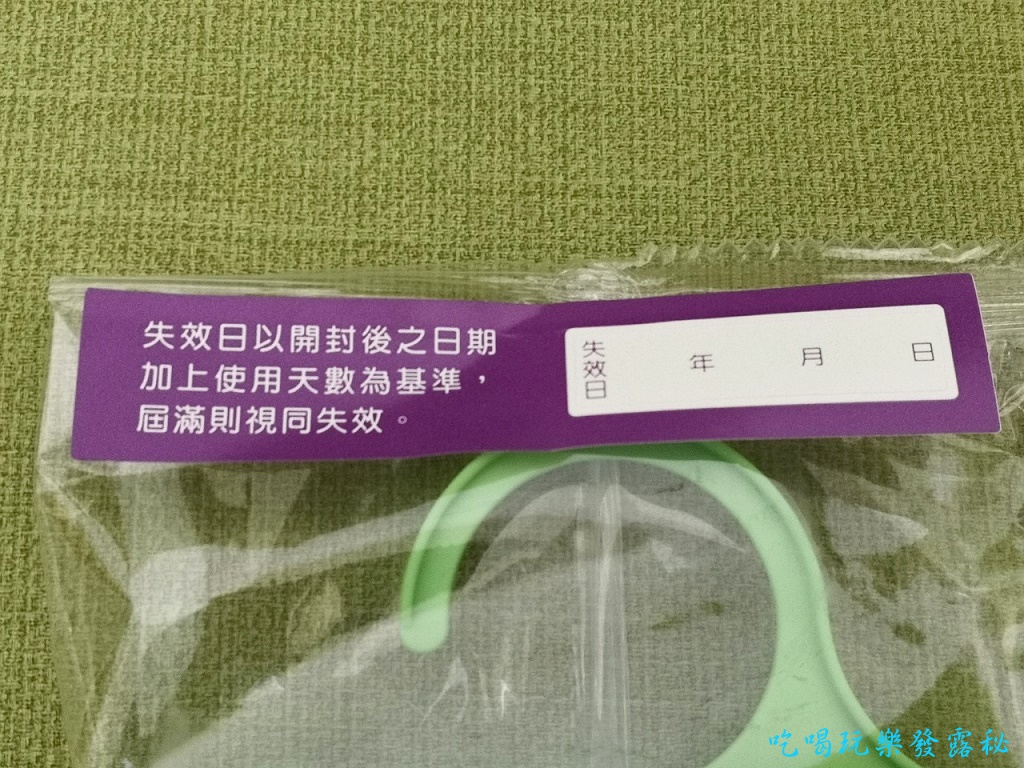 失效日以開封後之日期
加上使用天數為基準，
屆滿則視同失效。
失效日 年 月 日
吃喝玩樂發露秘